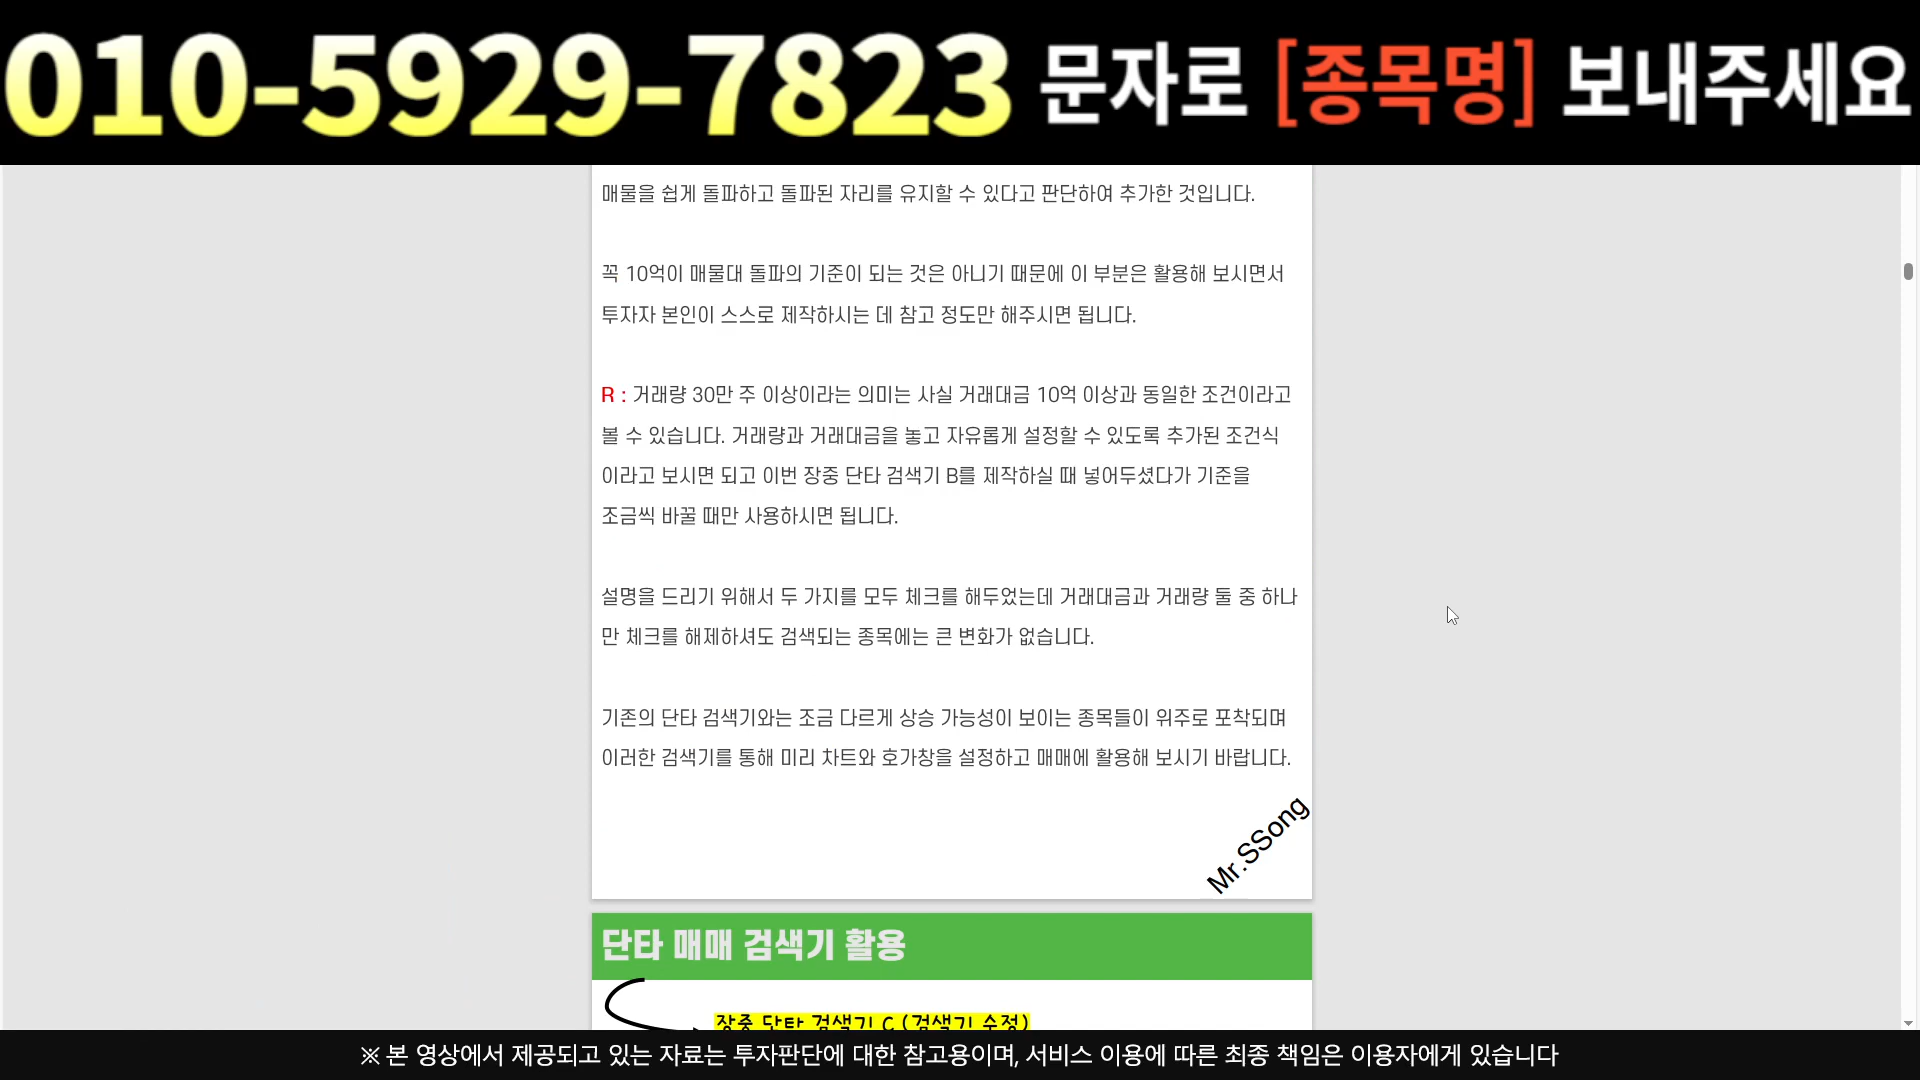 010-5929-7823 문자로 [종목명] 보내주세요
매물을 쉽게 돌파하고 돌파된 자리를 유지할 수 있다고 판단하여 추가한 것입니다.
꼭 10억이 매물대 돌파의 기준이 되는 것은 아니기 때문에 이 부분은 활용해 보시면서
투자자 본인이 스스로 제작하시는 데 참고 정도만 해주시면 됩니다.
R : 거래량 30만 주 이상이라는 의미는 사실 거래대금 10억 이상과 동일한 조건이라고
볼 수 있습니다. 거래량과 거래대금을 놓고 자유롭게 설정할 수 있도록 추가된 조건식
이라고 보시면 되고 이번 장중 단타 검색기 B를 제작하실 때 넣어두셨다가 기준을
조금씩 바꿀 때만 사용하시면 됩니다.
설명을 드리기 위해서 두 가지를 모두 체크를 해두었는데 거래대금과 거래량 둘 중 하나
만 체크를 해제하셔도 검색되는 종목에는 큰 변화가 없습니다.
기존의 단타 검색기와는 조금 다르게 상승 가능성이 보이는 종목들이 위주로 포착되며
이러한 검색기를 통해 미리 차트와 호가창을 설정하고 매매에 활용해 보시기 바랍니다.
Mr.SSong
단타 매매 검색기 활용
장중 단타 검색기 C (검색기 수정)
※ 본 영상에서 제공되고 있는 자료는 투자판단에 대한 참고용이며, 서비스 이용에 따른 최종 책임은 이용자에게 있습니다